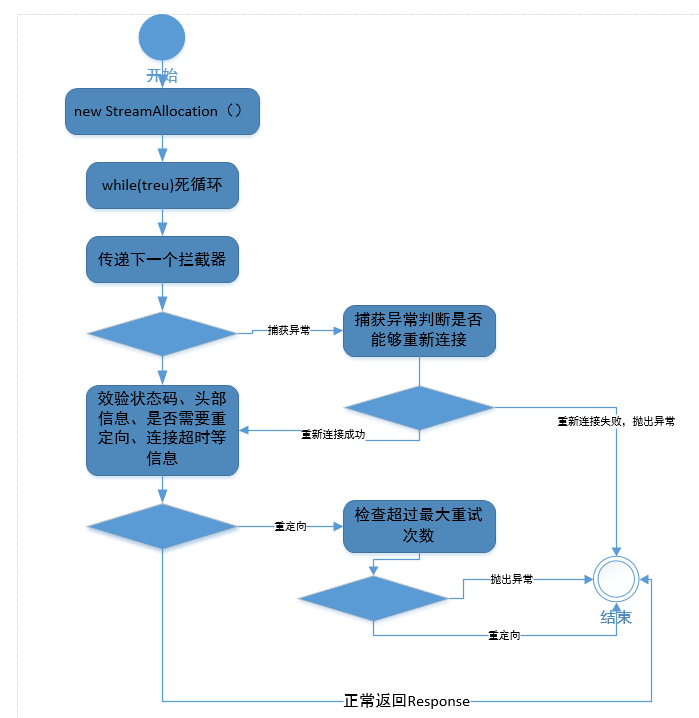 开始
new StreamAllocation（）
while(treu)死循环
传递下一个拦截器
捕获异常
捕获异常判断是否
能够重新连接
效验状态码、头部
信息、是否需要重
定向、连接超时等
信息
重新连接成功
重新连接失败，抛出异常
重定向
检查超过最大重试
次数
抛出异常
结束
重定向
正常返回Response